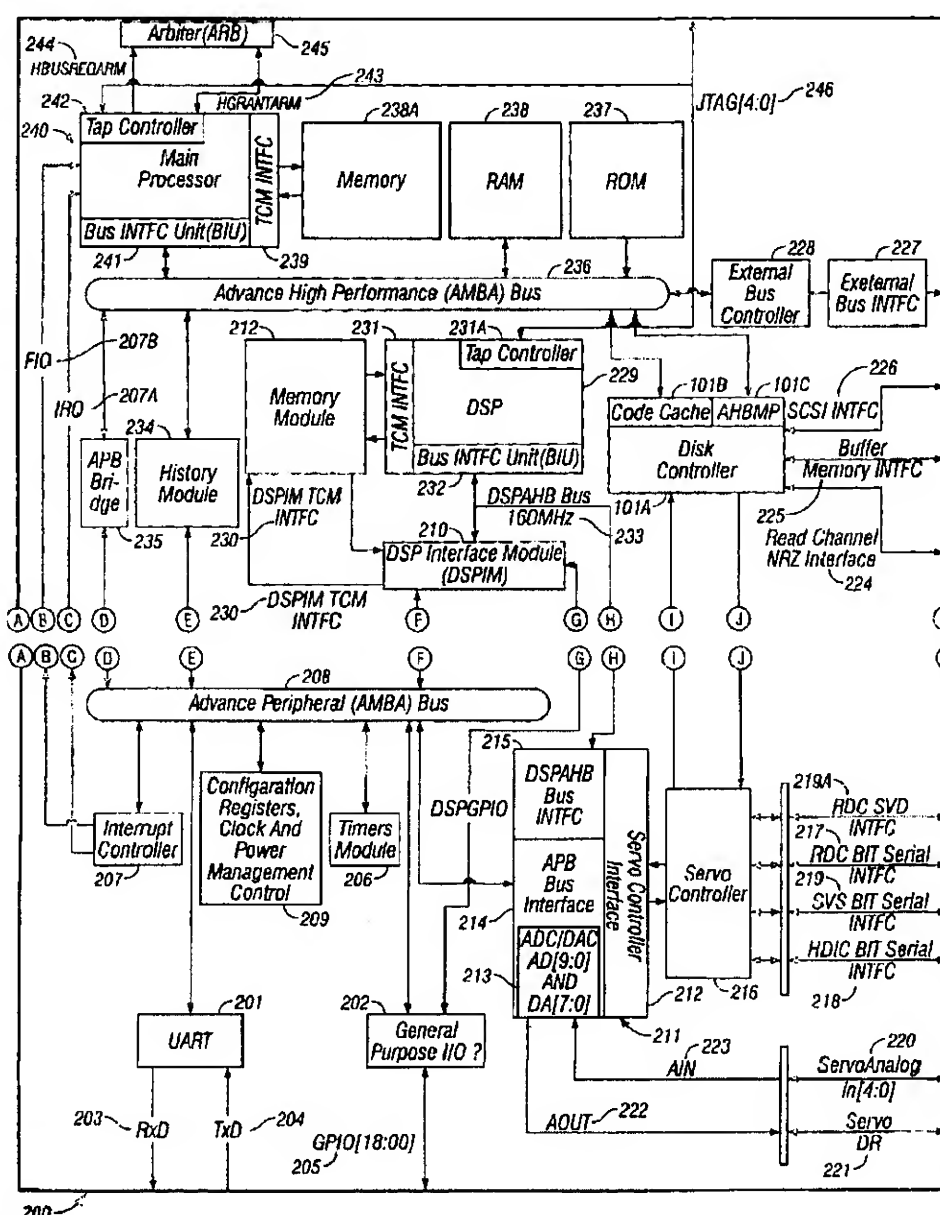 244
Arbiter(ARB)
245
HBUSREQARM
243
242
HGRANTARM
JTAG[4:0]
246
240
Tap Controller
Main
Processor
TCM INTFC
Bus INTFC Unit(BIU)
241
239
238A
Memory
238
RAM
237
ROM
236
Advance High Performance (AMBA) Bus
228
External
Bus
Controller
227
Exeternal
Bus INTFC
FIO
207B
IRO
207A
212
Memory
Module
231
TCM INTFC
231A
Tap Controller
229
DSP
Bus INTFC Unit(BIU)
232
101B
101C
226
Code Cache
AHBMP
SCSI INTFC
Disk
Controller
101A
Buffer
Memory INTFC
225
Read Channel
NRZ Interface
224
234
APB
Bri-
dge
235
History
Module
DSPIM TCM
INTFC
230
DSPAHB Bus
160MHz
233
210
DSP Interface Module
(DSPIM)
230
DSPIM TCM
INTFC
A B C D E F G H I J
A B C D E F G H I J
208
Advance Peripheral (AMBA) Bus
Interrupt
Controller
207
Configaration
Registers,
Clock And
Power
Management
Control
209
Timers
Module
206
DSPGPIO
215
DSPAHB
Bus
INTFC
APB
Bus
Interface
214
ADC/DAC
AD[9:0]
AND
DA[7:0]
213
Servo Controller
Interface
212
211
Servo
Controller
216
219A
RDC SVD
INTFC
217
RDC BIT Serial
INTFC
219
SVS BIT Serial
INTFC
HDIC BIT Serial
INTFC
218
201
UART
202
General
Purpose I/O ?
203
RxD
TxD
204
GPIO[18:00]
205
223
AIN
AOUT
222
220
ServoAnalog
In[4:0]
Servo
DR
221
200